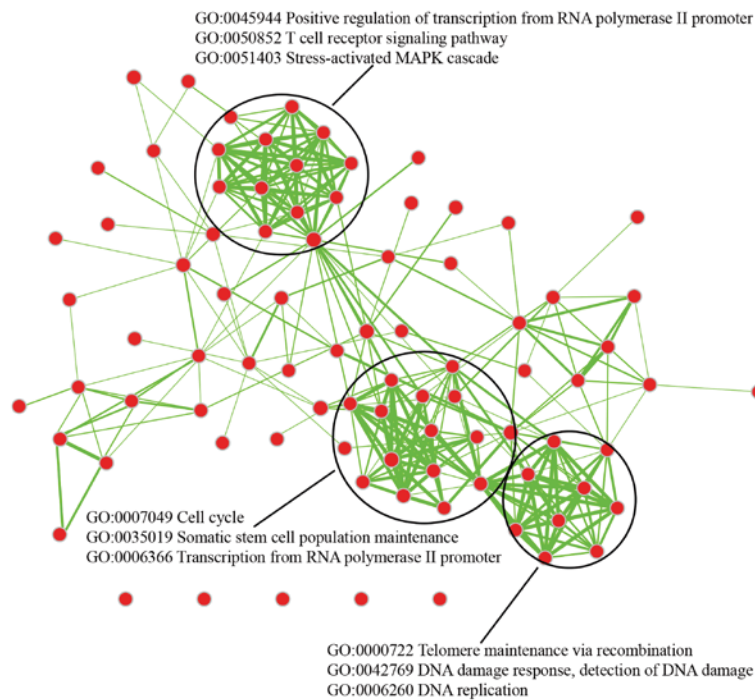 GO:0045944 Positive regulation of transcription from RNA polymerase II promoter
GO:0050852 T cell receptor signaling pathway
GO:0051403 Stress-activated MAPK cascade
GO:0007049 Cell cycle
GO:0035019 Somatic stem cell population maintenance
GO:0006366 Transcription from RNA polymerase II promoter
GO:0000722 Telomere maintenance via recombination
GO:0042769 DNA damage response, detection of DNA damage
GO:0006260 DNA replication